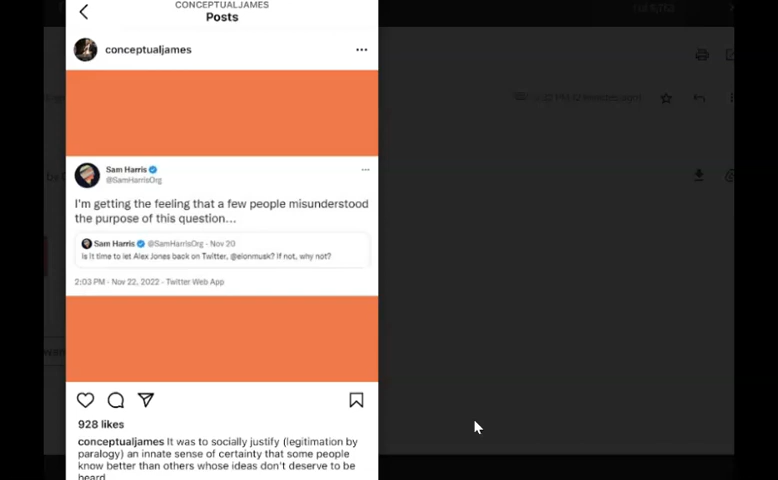 CONCEPTUALJAMES
Posts
conceptualjames
Sam Harris
@SamHarrisOrg
I'm getting the feeling that a few people misunderstood
the purpose of this question...
Sam Harris @SamHarrisOrg · Nov 20
Is it time to let Alex Jones back on Twitter, @elonmusk? If not, why not?
2:03 PM · Nov 22, 2022 · Twitter Web App
928 likes
conceptualjames It was to socially justify (legitimation by
paralogy) an innate sense of certainty that some people
know better than others whose ideas don't deserve to be
heard